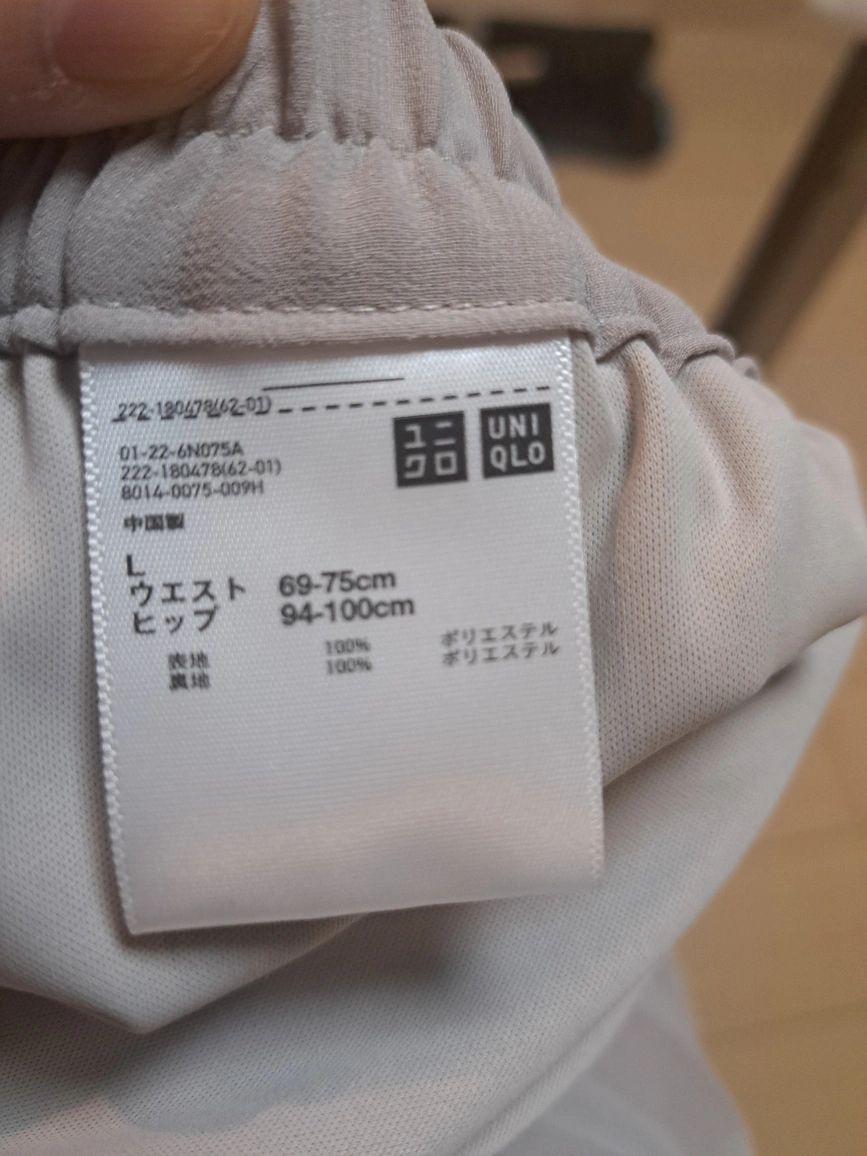 222-180478(62-01)
ユニ
クロ
UNI
QLO
01-22-6N075A
222-180478(62-01)
8014-0075-009H
中国製
L
ウエスト 69-75cm
ヒップ 94-100cm
表地 100% ポリエステル
裏地 100% ポリエステル